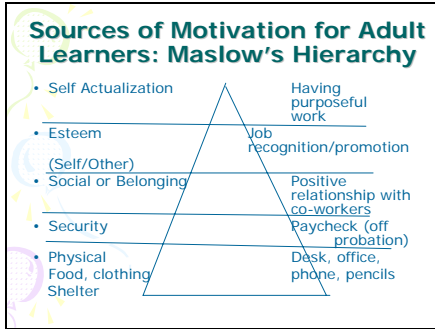 Sources of Motivation for Adult
Learners: Maslow's Hierarchy
• Self Actualization
Having
purposeful
work
• Esteem
(Self/Other)
Job
recognition/promotion
• Social or Belonging
Positive
relationship with
co-workers
• Security
Paycheck (off
probation)
• Physical
Food, clothing
Shelter
Desk, office,
phone, pencils